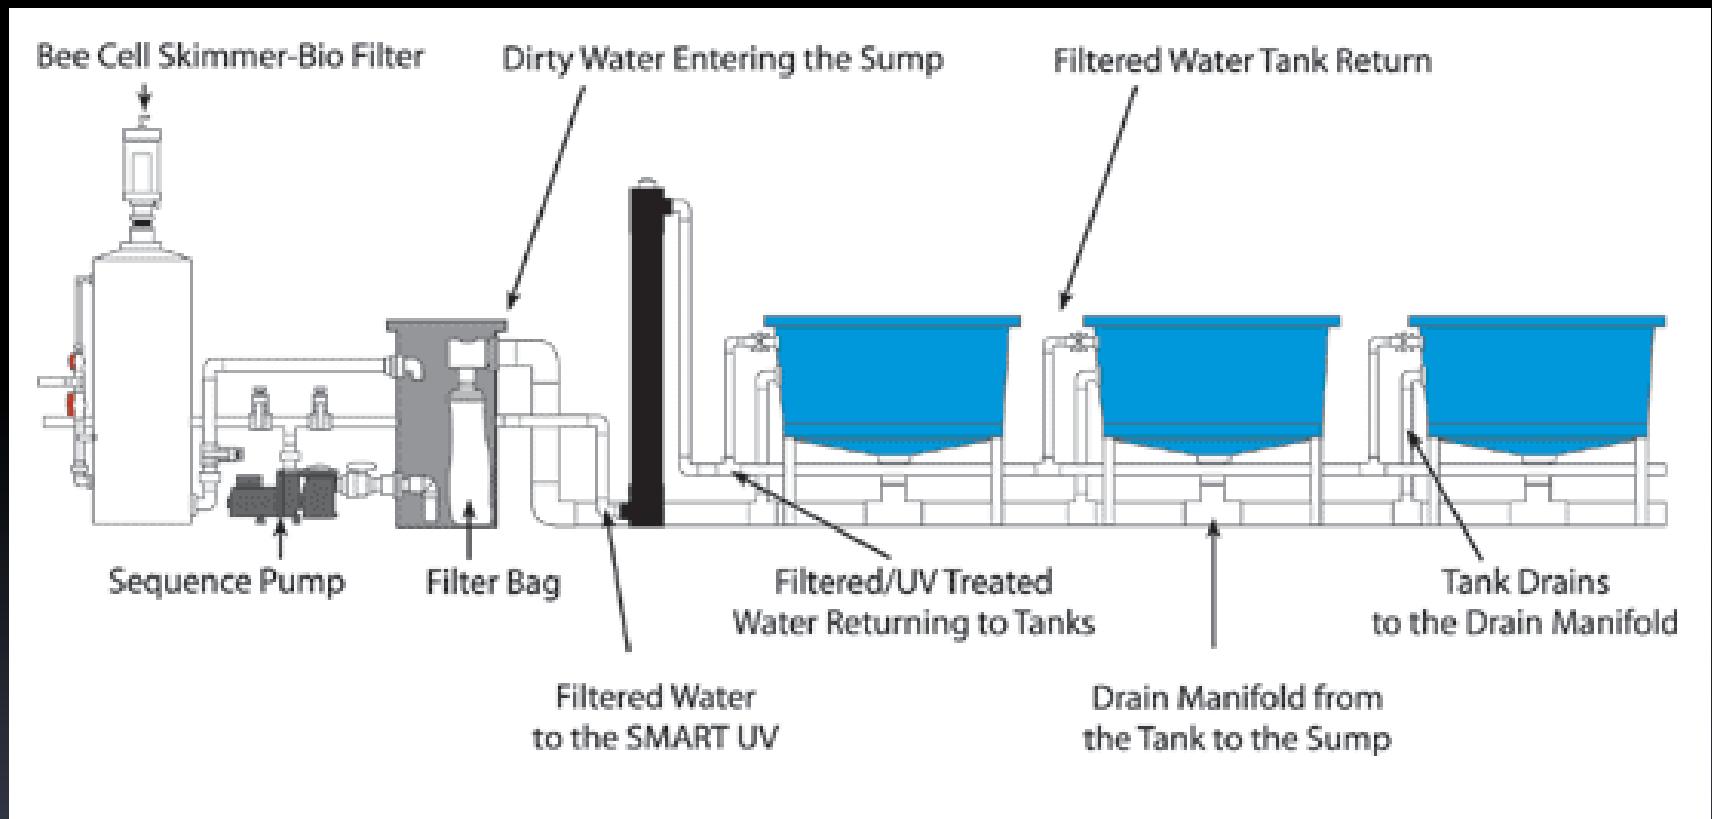 Bee Cell Skimmer-Bio Filter
Dirty Water Entering the Sump
Filtered Water Tank Return
Sequence Pump
Filter Bag
Filtered/UV Treated
Water Returning to Tanks
Tank Drains
to the Drain Manifold
Filtered Water
to the SMART UV
Drain Manifold from
the Tank to the Sump